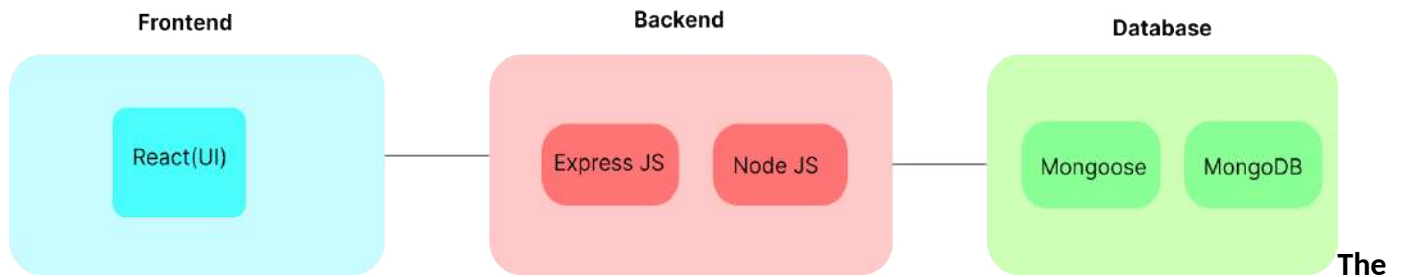 Frontend
Backend
Database
React(UI)
Express JS
Node JS
Mongoose
MongoDB
The